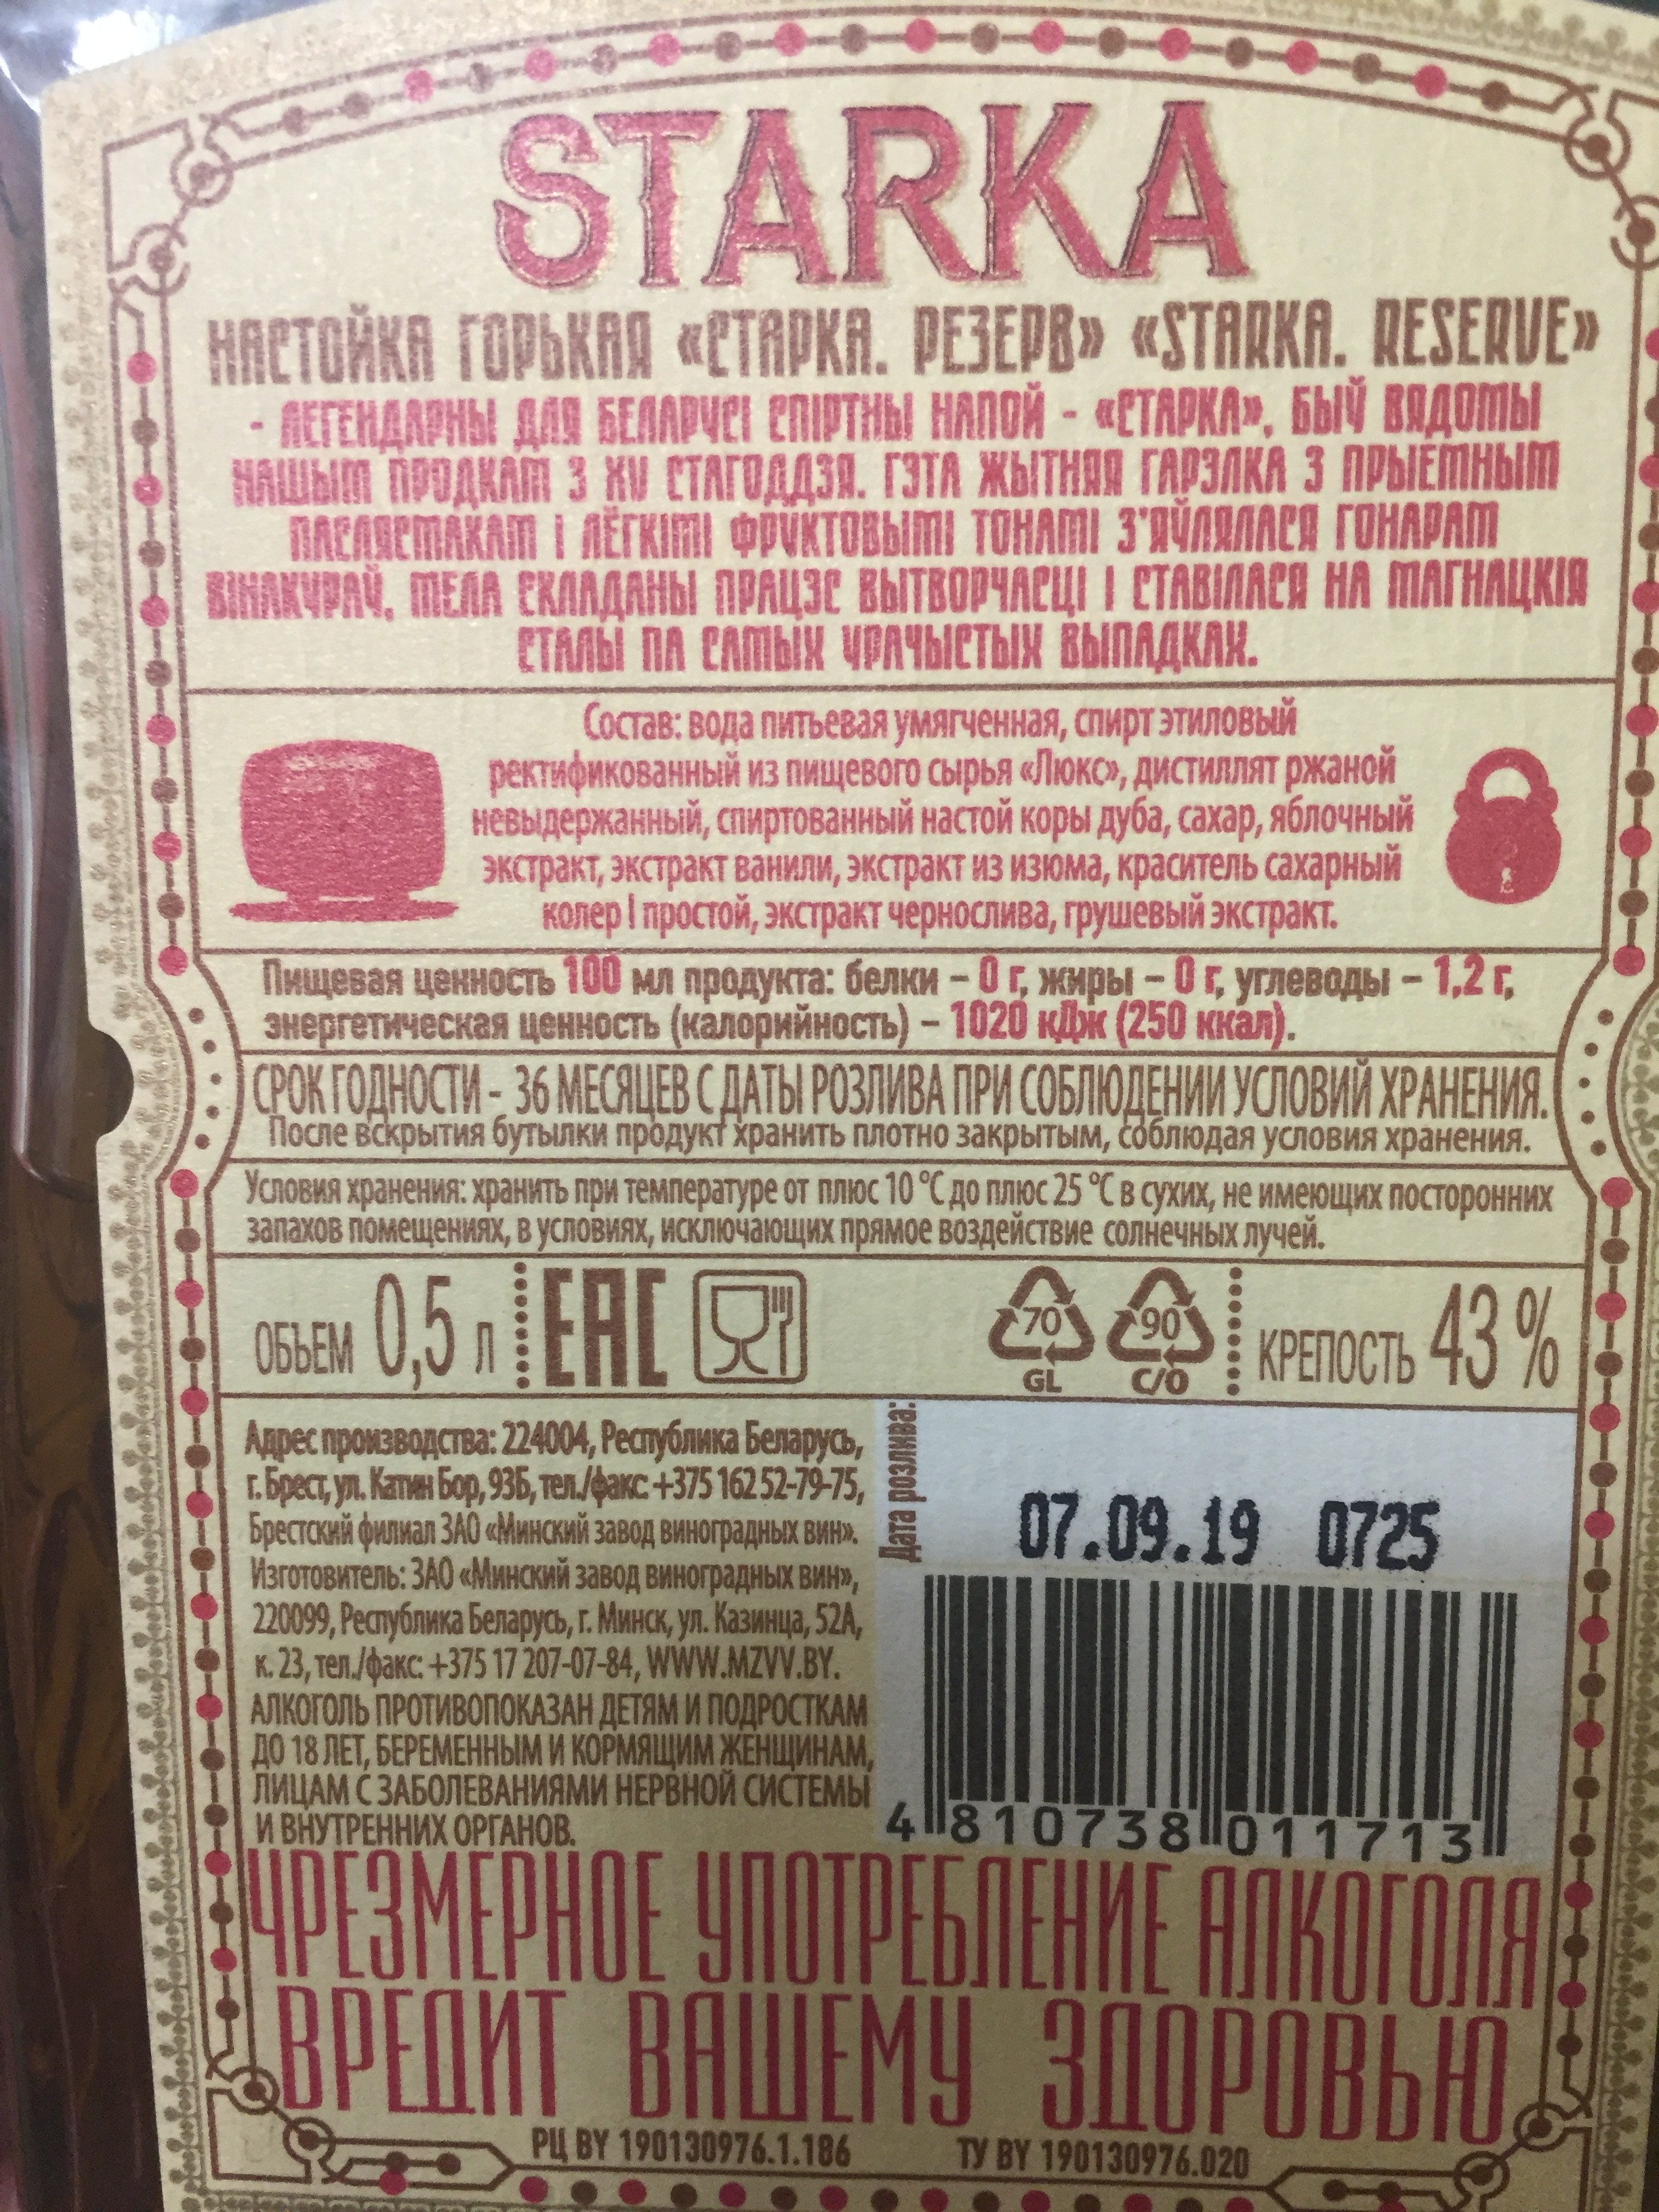 STARKA
НАСТОЙКА ГОРЬКАЯ «СТАРКА. РЕЗЕРВ» «STARKA. RESERVE»
- ЛЕГЕНДАРНЫ ДЛЯ БЕЛАРУСІ СПІРТНЫ НАПОЙ - «СТАРКА», БЫЎ ВЯДОМЫ
НАШЫМ ПРОДКАМ З XV СТАГОДДЗЯ. ГЭТА ЖЫТНЯЯ ГАРЭЛКА З ПРЫЕМНЫМ
ПАСЛЯСМАКАМ І ЛЁГКІМІ ФРУКТОВЫМІ ТОНАМІ З'ЯЎЛЯЛАСЯ ГОНАРАМ
ВІНАКУРАЎ, МЕЛА СКЛАДАНЫ ПРАЦЭС ВЫТВОРЧАСЦІ І СТАВІЛАСЯ НА МАГНАЦКІЯ
СТАЛЫ ПА САМЫХ УРАЧЫСТЫХ ВЫПАДКАХ.
Состав: вода питьевая умягченная, спирт этиловый
ректификованный из пищевого сырья «Люкс», дистиллят ржаной
невыдержанный, спиртованный настой коры дуба, сахар, яблочный
экстракт, экстракт ванили, экстракт из изюма, краситель сахарный
колер I простой, экстракт чернослива, грушевый экстракт.
Пищевая ценность 100 мл продукта: белки – 0 г, жиры – 0 г, углеводы – 1,2 г,
энергетическая ценность (калорийность) – 1020 кДж (250 ккал).
СРОК ГОДНОСТИ - 36 МЕСЯЦЕВ С ДАТЫ РОЗЛИВА ПРИ СОБЛЮДЕНИИ УСЛОВИЙ ХРАНЕНИЯ.
После вскрытия бутылки продукт хранить плотно закрытым, соблюдая условия хранения.
Условия хранения: хранить при температуре от плюс 10 °С до плюс 25 °С в сухих, не имеющих посторонних
запахов помещениях, в условиях, исключающих прямое воздействие солнечных лучей.
ОБЪЕМ 0,5 л EAC 70 GL 90 C/O КРЕПОСТЬ 43 %
Адрес производства: 224004, Республика Беларусь,
г. Брест, ул. Катин Бор, 93Б, тел./факс: +375 162 52-79-75,
Брестский филиал ЗАО «Минский завод виноградных вин».
Изготовитель: ЗАО «Минский завод виноградных вин»,
220099, Республика Беларусь, г. Минск, ул. Казинца, 52А,
к. 23, тел./факс: +375 17 207-07-84, WWW.MZVV.BY.
АЛКОГОЛЬ ПРОТИВОПОКАЗАН ДЕТЯМ И ПОДРОСТКАМ
ДО 18 ЛЕТ, БЕРЕМЕННЫМ И КОРМЯЩИМ ЖЕНЩИНАМ,
ЛИЦАМ С ЗАБОЛЕВАНИЯМИ НЕРВНОЙ СИСТЕМЫ
И ВНУТРЕННИХ ОРГАНОВ.
Дата розлива:
07.09.19 0725
4 810738 011713
ЧРЕЗМЕРНОЕ УПОТРЕБЛЕНИЕ АЛКОГОЛЯ
ВРЕДИТ ВАШЕМУ ЗДОРОВЬЮ
РЦ BY 190130976.1.186 ТУ BY 190130976.020